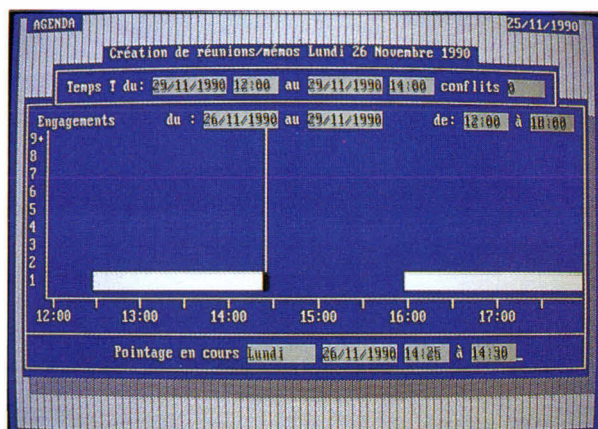 AGENDA 25/11/1990
Création de réunions/mémos Lundi 26 Novembre 1990
Temps T du: 29/11/1990 12:00 au 29/11/1990 14:00 conflits 0
Engagements du : 26/11/1990 au 29/11/1990 de: 12:00 à 18:00
9+
8
7
6
5
4
3
2
1
12:00 13:00 14:00 15:00 16:00 17:00
Pointage en cours Lundi 26/11/1990 14:25 à 14:30_